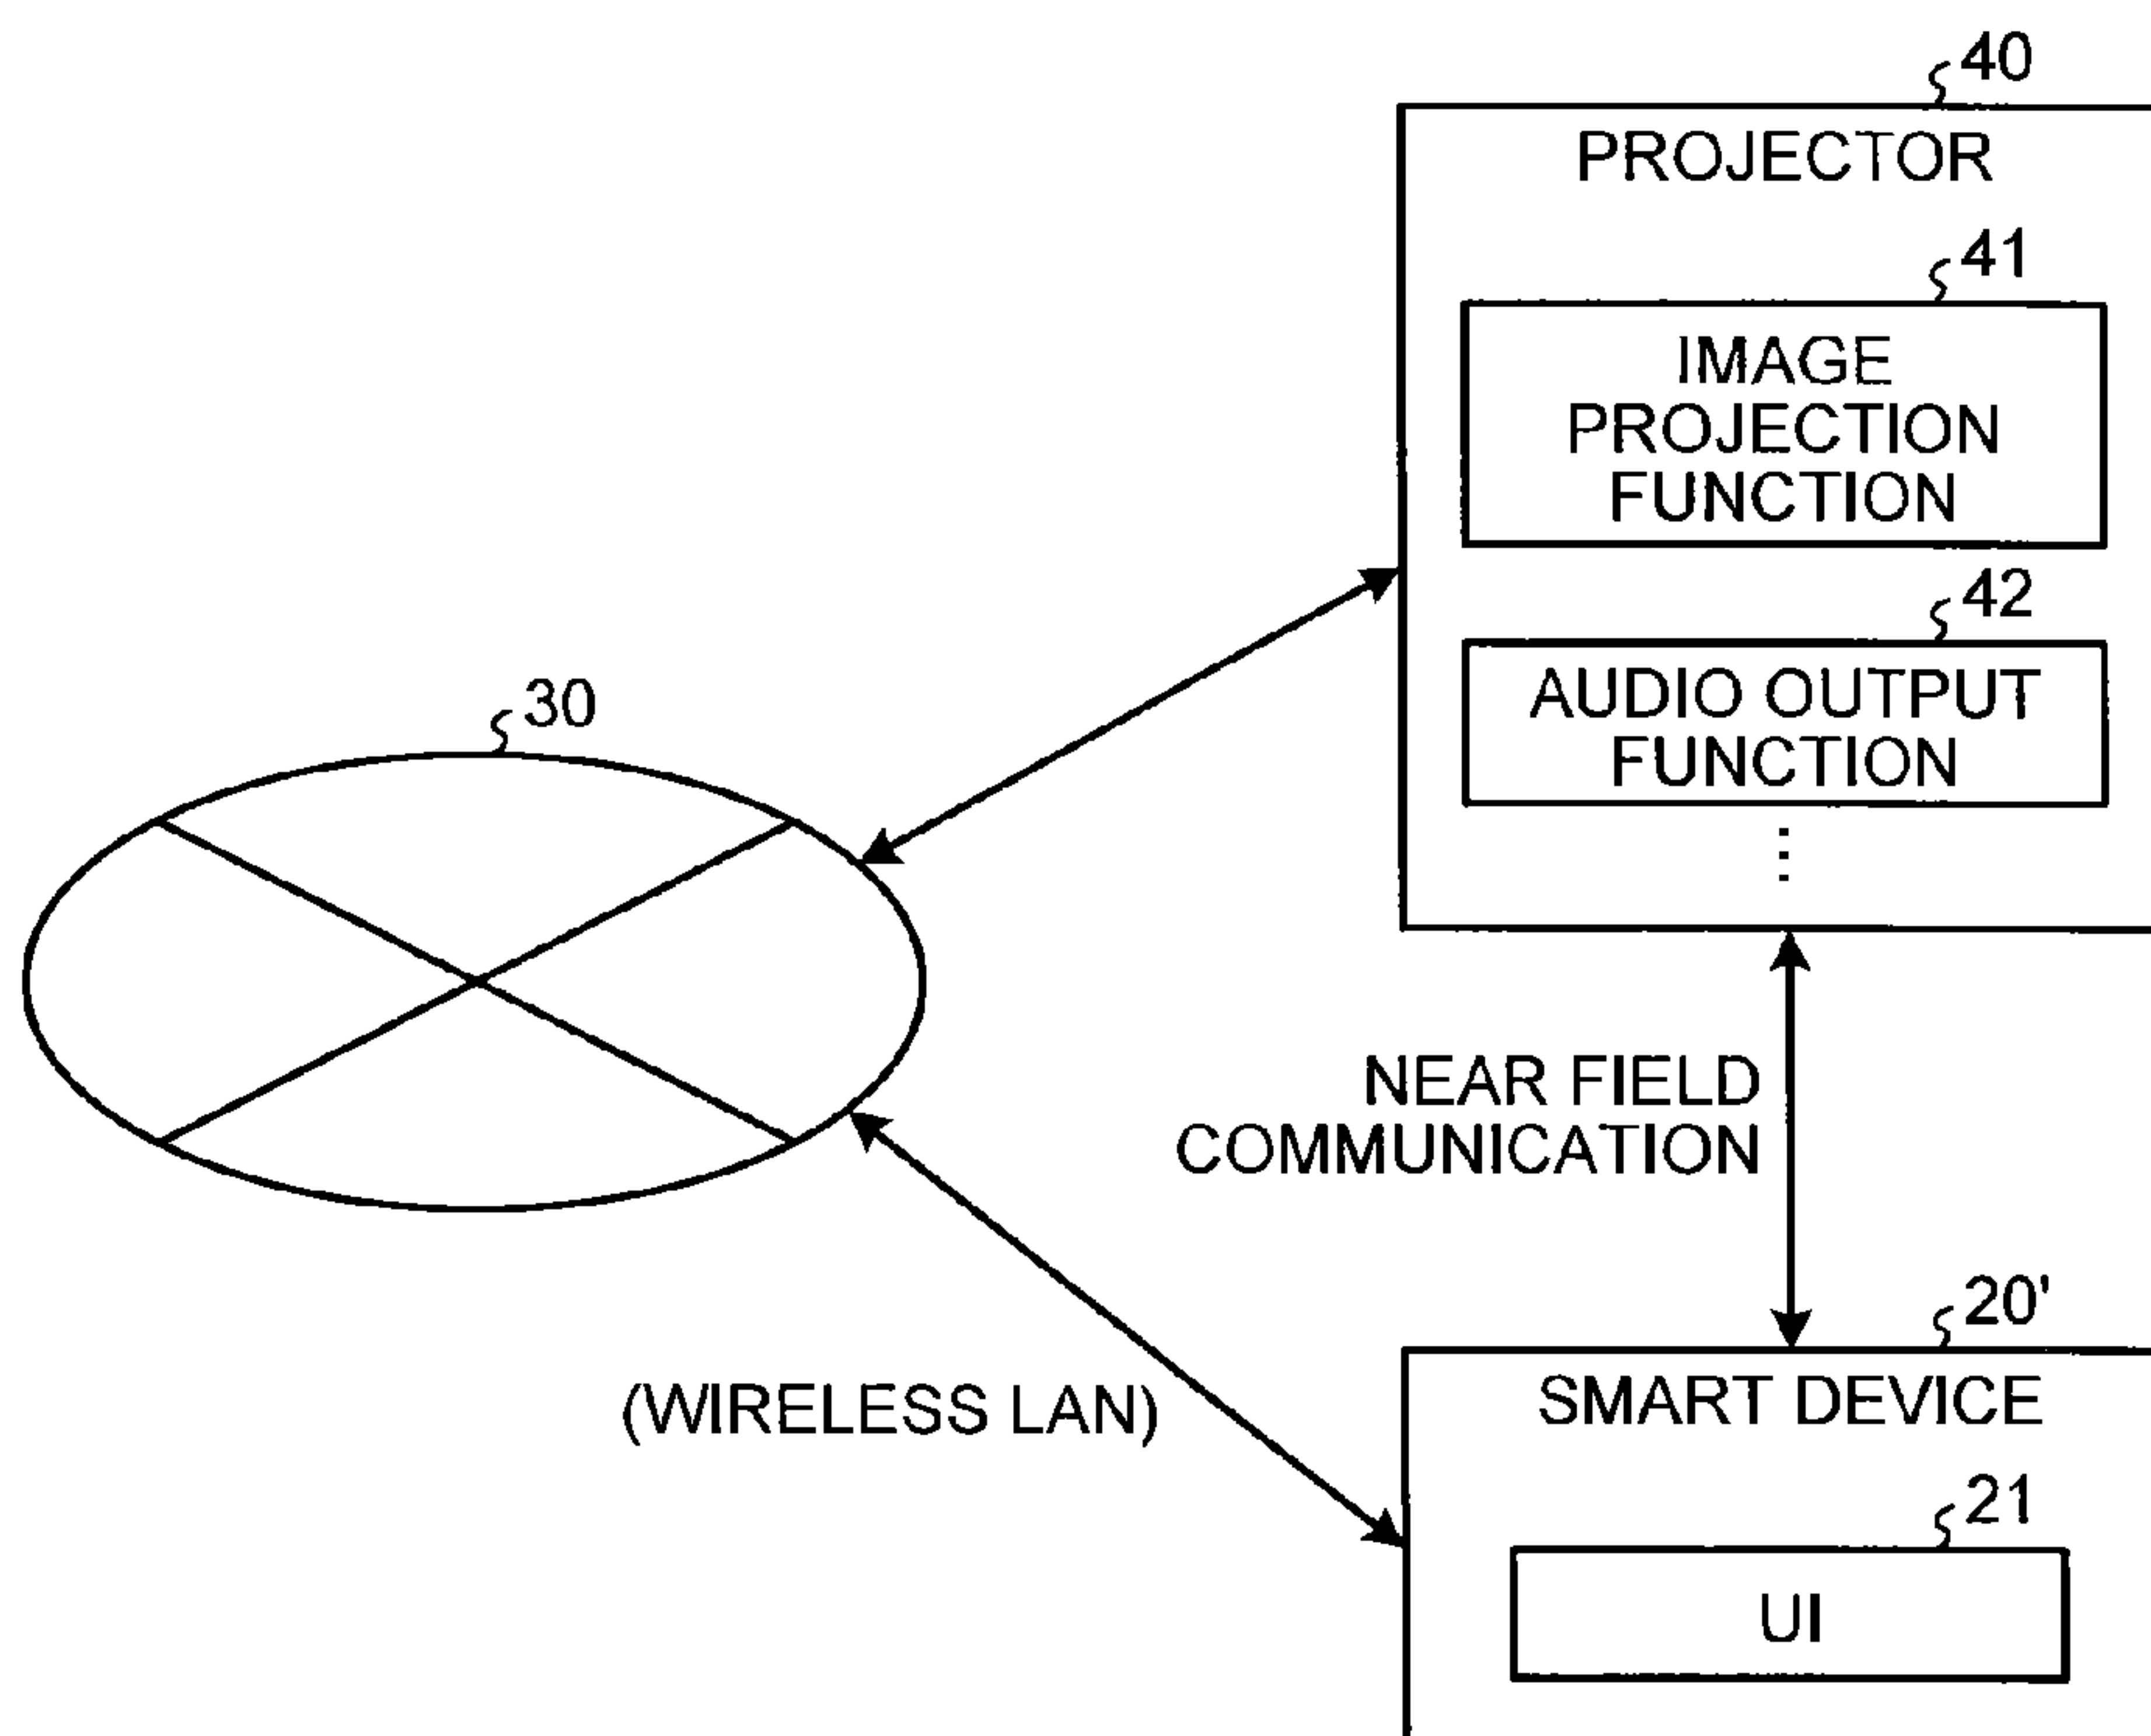 40
PROJECTOR
41
IMAGE
PROJECTION
FUNCTION
42
AUDIO OUTPUT
FUNCTION
30
NEAR FIELD
COMMUNICATION
20'
(WIRELESS LAN)
SMART DEVICE
21
UI